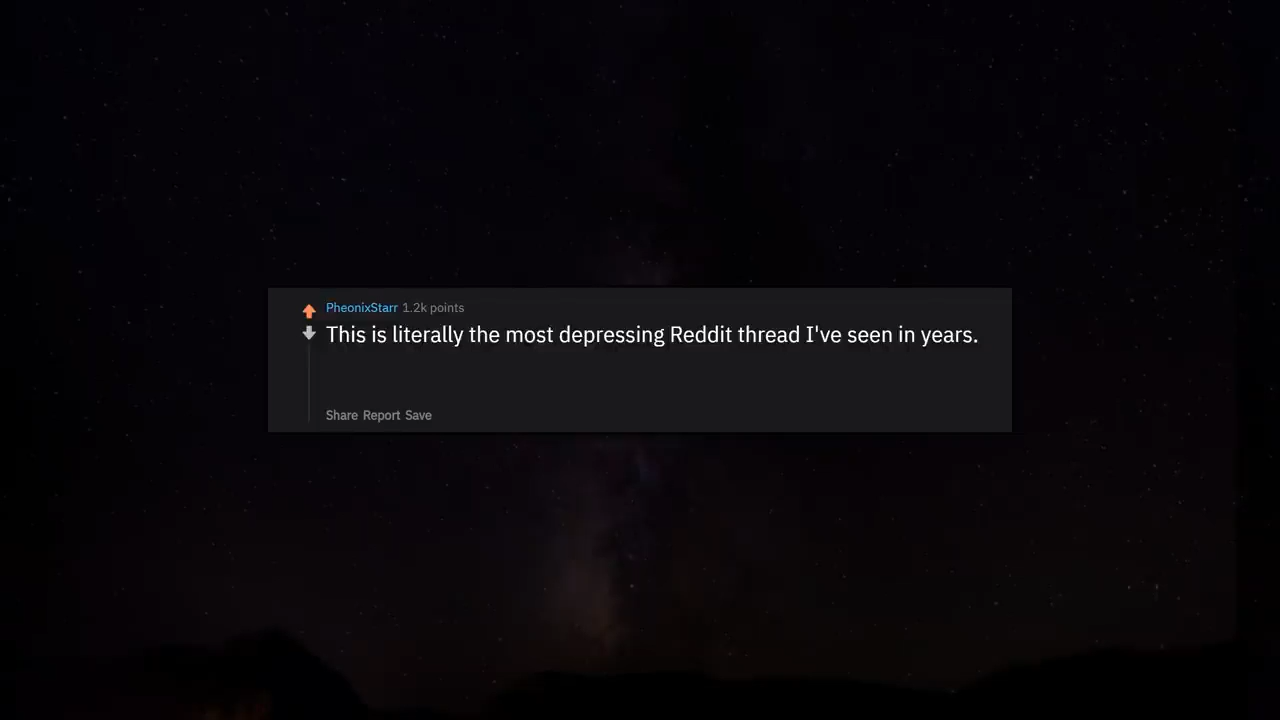 PheonixStarr 1.2k points
This is literally the most depressing Reddit thread I've seen in years.
Share Report Save